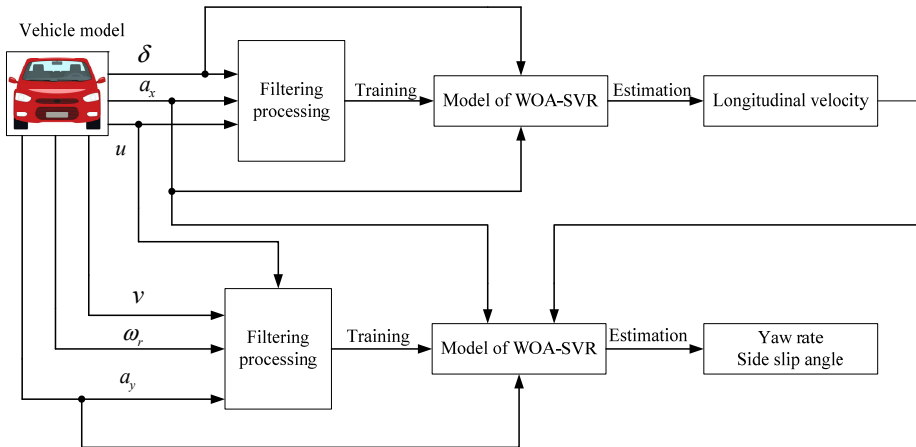 Vehicle model
δ
a_x
u
Filtering
processing
Training
Model of WOA-SVR
Estimation
Longitudinal velocity
v
ω_r
a_y
Filtering
processing
Training
Model of WOA-SVR
Estimation
Yaw rate
Side slip angle